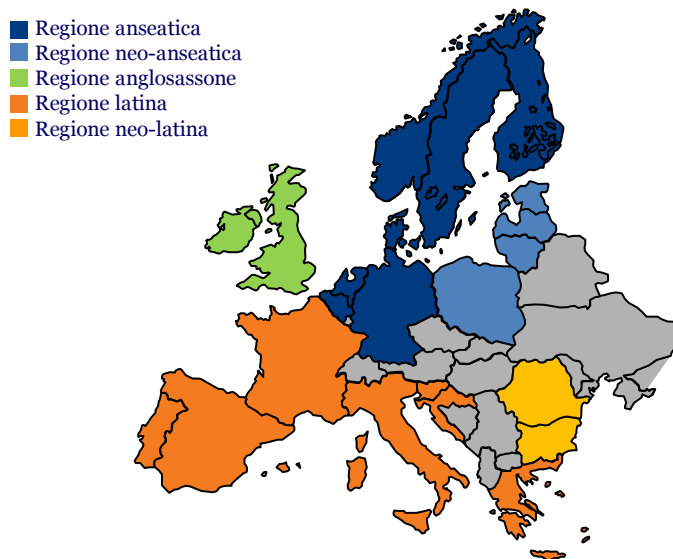 Regione anseatica
Regione neo-anseatica
Regione anglosassone
Regione latina
Regione neo-latina